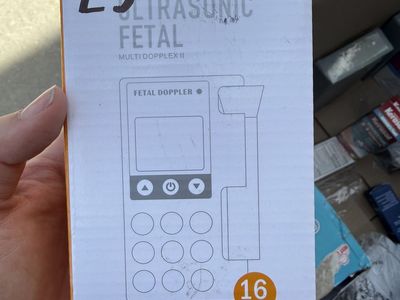 ULTRASONIC
FETAL
MULTI DOPPLEX II
FETAL DOPPLER
16